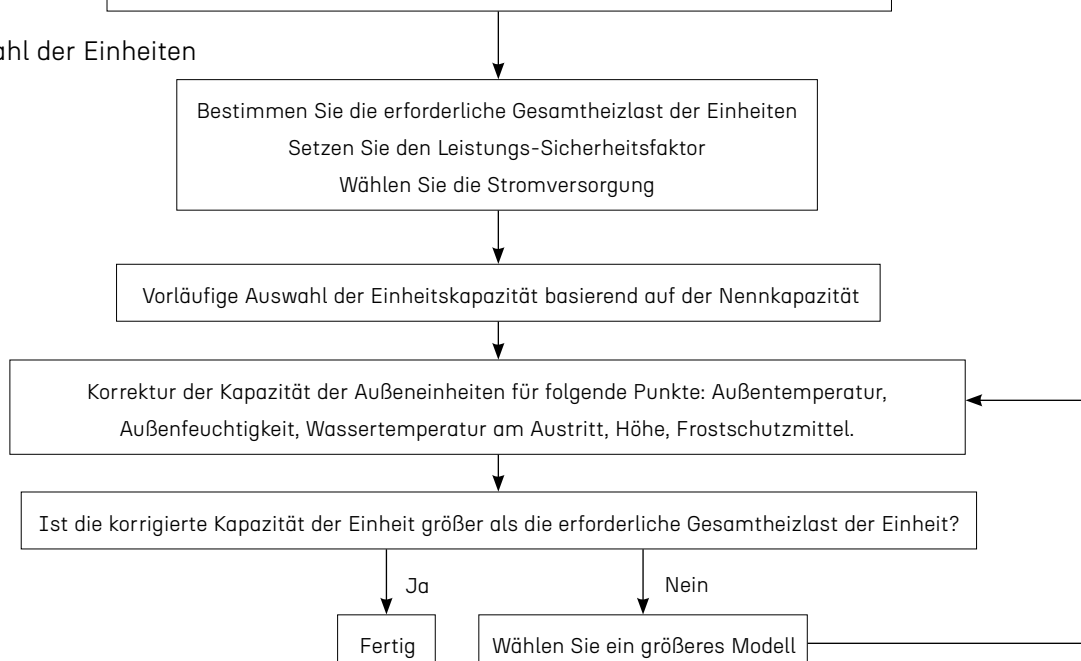 der Einheiten
Bestimmen Sie die erforderliche Gesamtheizlast der Einheiten
Setzen Sie den Leistungs-Sicherheitsfaktor
Wählen Sie die Stromversorgung
Vorläufige Auswahl der Einheitskapazität basierend auf der Nennkapazität
Korrektur der Kapazität der Außeneinheiten für folgende Punkte: Außentemperatur,
Außenfeuchtigkeit, Wassertemperatur am Austritt, Höhe, Frostschutzmittel.
Ist die korrigierte Kapazität der Einheit größer als die erforderliche Gesamtheizlast der Einheit?
Ja
Nein
Fertig
Wählen Sie ein größeres Modell